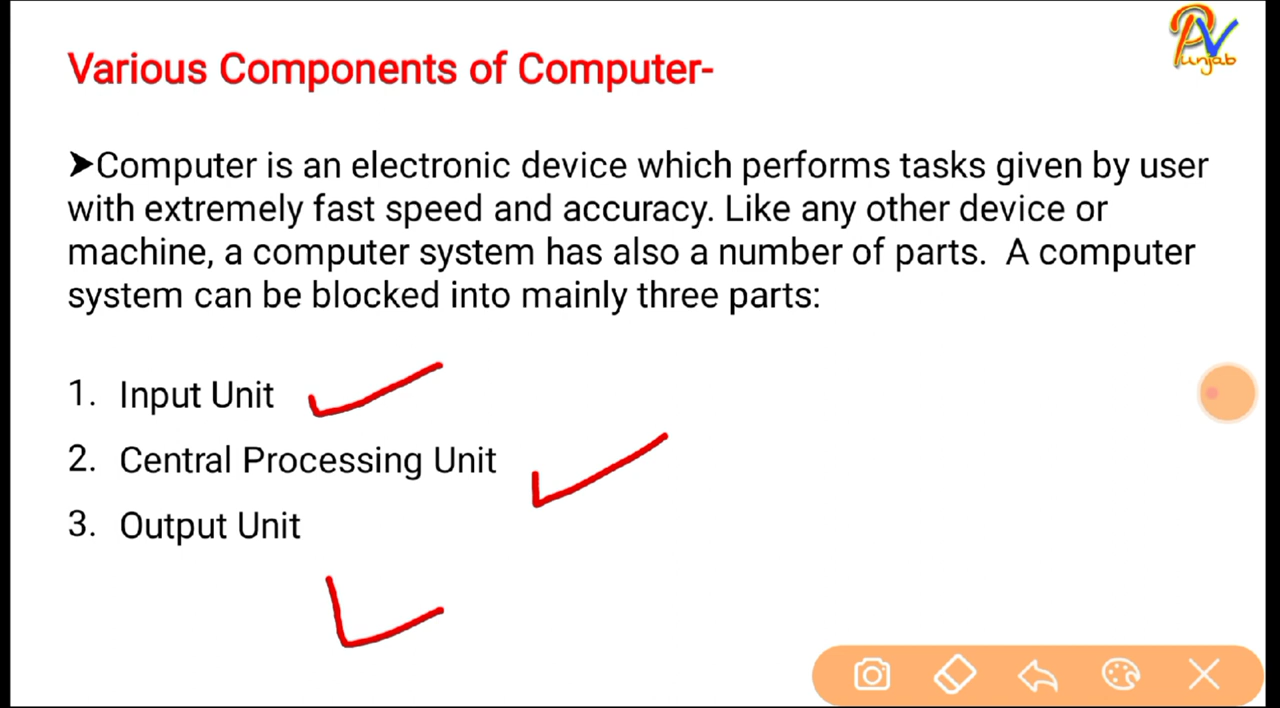 Various Components of Computer-
PV
unjab
➤Computer is an electronic device which performs tasks given by user
with extremely fast speed and accuracy. Like any other device or
machine, a computer system has also a number of parts.  A computer
system can be blocked into mainly three parts:
1. Input Unit
2. Central Processing Unit
3. Output Unit